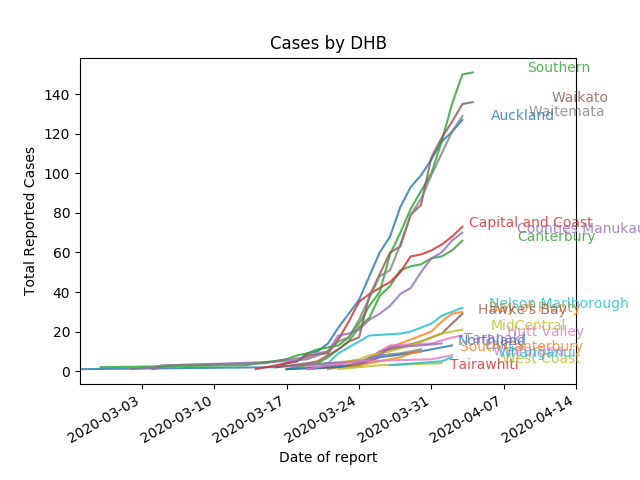 Cases by DHB
Total Reported Cases
140
120
100
80
60
40
20
0
Southern
Waikato
Waitemata
Auckland
Capital and Coast
Counties Manukau
Canterbury
Nelson Marlborough
Hawke's Bay
MidCentral
Hutt Valley
Taranaki
Northland
South Canterbury
Whanganui
West Coast
Tairawhiti
2020-03-03
2020-03-10
2020-03-17
2020-03-24
2020-03-31
2020-04-07
2020-04-14
Date of report